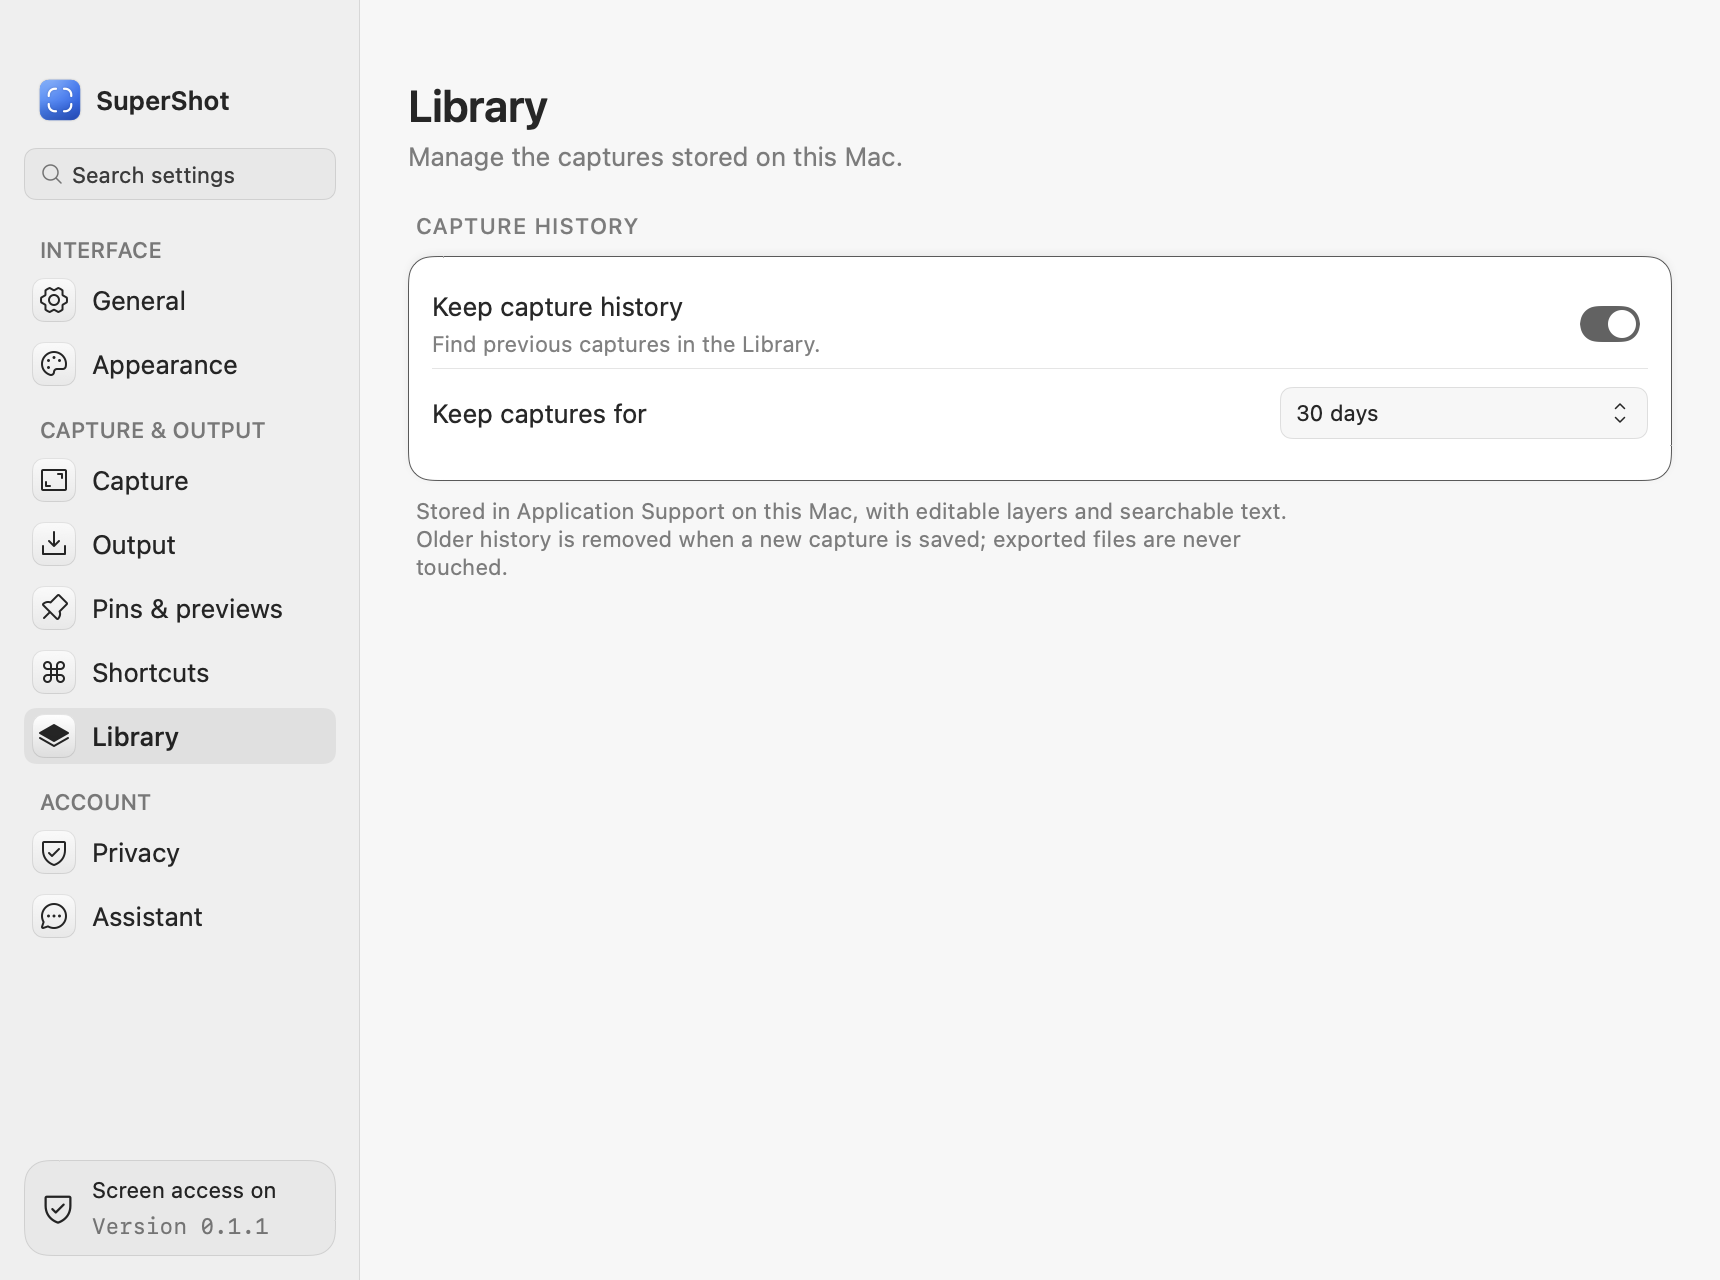 SuperShot
Search settings
INTERFACE
General
Appearance
CAPTURE & OUTPUT
Capture
Output
Pins & previews
Shortcuts
Library
ACCOUNT
Privacy
Assistant
Screen access on
Version 0.1.1
Library
Manage the captures stored on this Mac.
CAPTURE HISTORY
Keep capture history
Find previous captures in the Library.
Keep captures for
30 days
Stored in Application Support on this Mac, with editable layers and searchable text.
Older history is removed when a new capture is saved; exported files are never
touched.